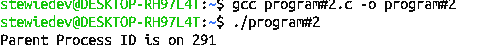 stewiedev@DESKTOP-RH97L4T:~$ gcc program#2.c -o program#2
stewiedev@DESKTOP-RH97L4T:~$ ./program#2
Parent Process ID is on 291